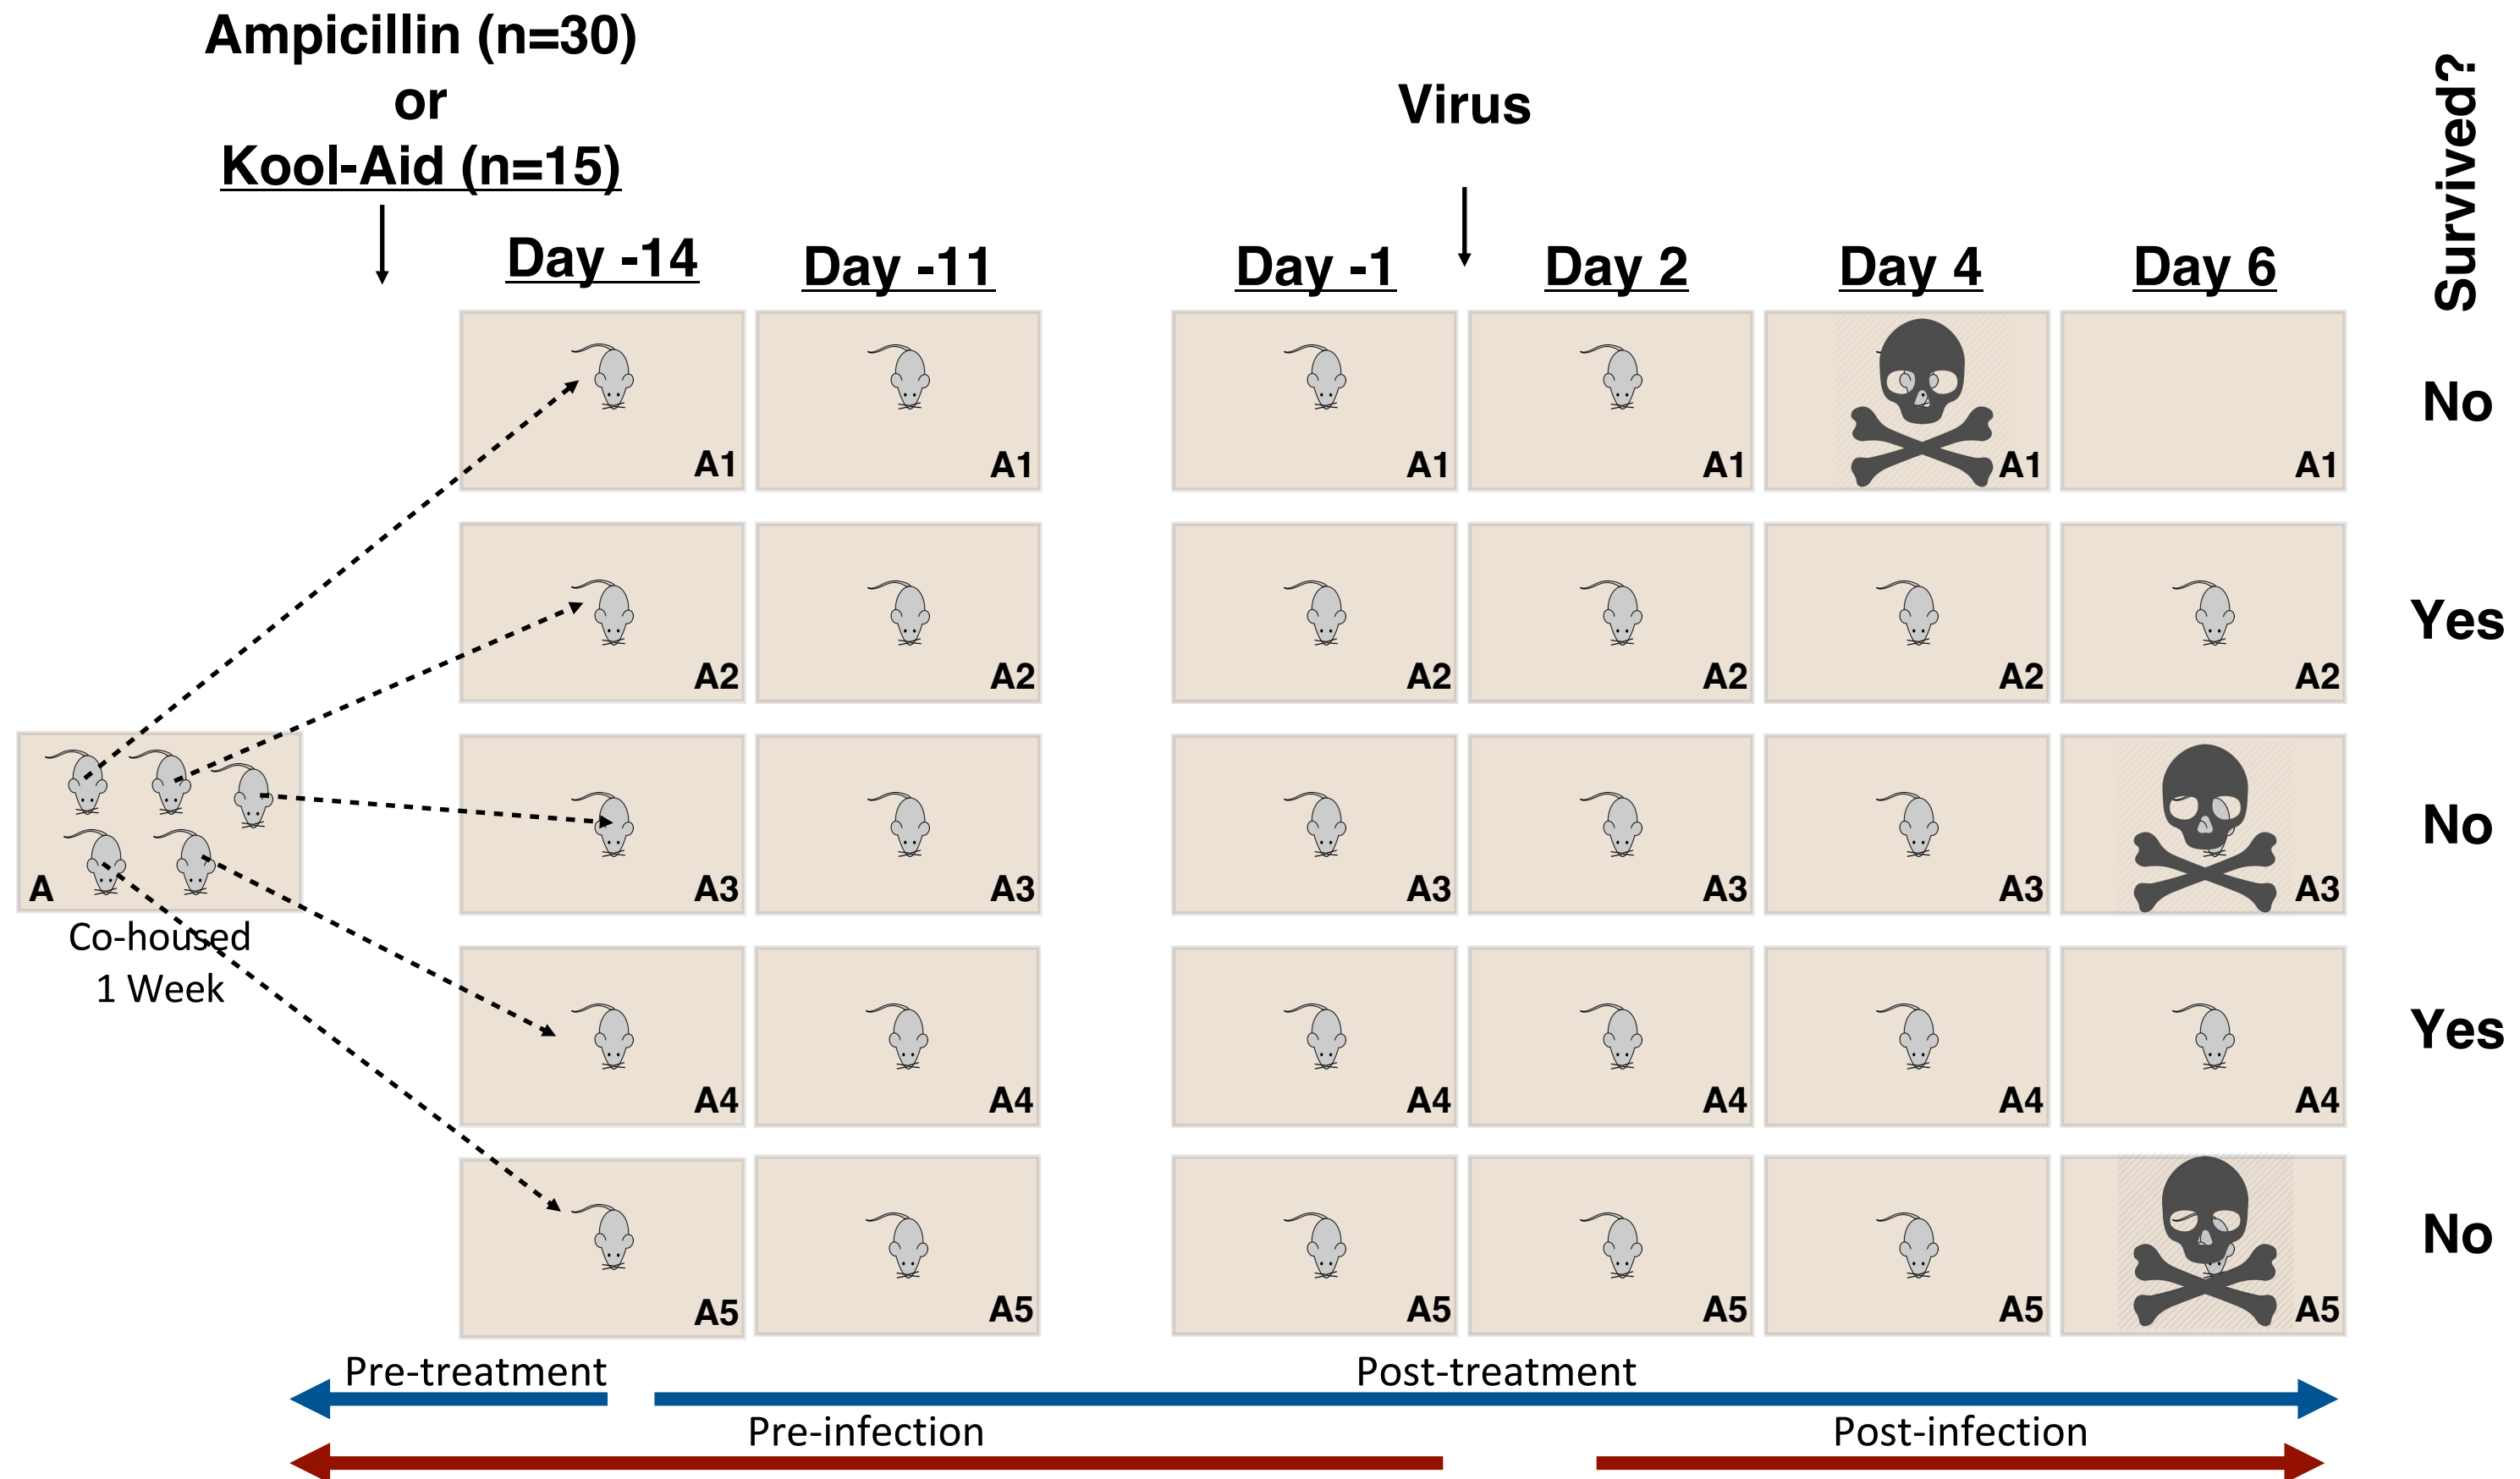 Ampicillin (n=30)
or
Kool-Aid (n=15)
Virus
Survived?
Day -14
Day -11
Day -1
Day 2
Day 4
Day 6
A1
A1
A1
A1
A1
A1
No
A2
A2
A2
A2
A2
A2
Yes
A
Co-housed
1 Week
A3
A3
A3
A3
A3
A3
No
A4
A4
A4
A4
A4
A4
Yes
A5
A5
A5
A5
A5
A5
No
Pre-treatment
Post-treatment
Pre-infection
Post-infection